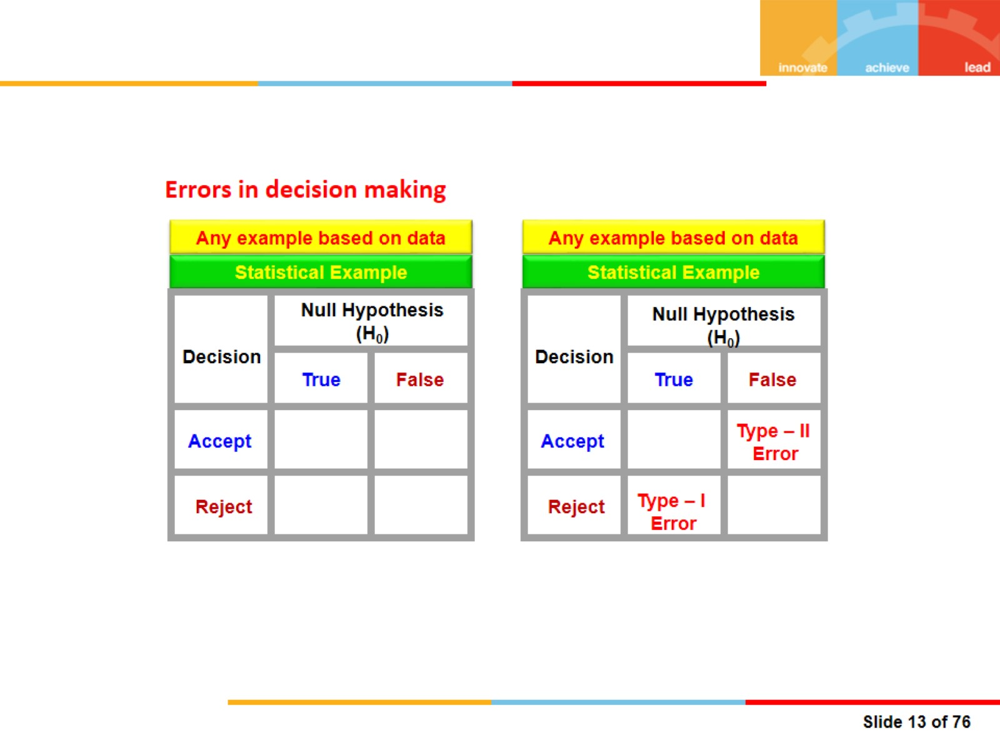 innovate achieve lead
Errors in decision making
Any example based on data
Statistical Example
Decision
Null Hypothesis
(H₀)
True False
Accept
Reject
Any example based on data
Statistical Example
Decision
Null Hypothesis
(H₀)
True False
Accept
Type – II
Error
Reject
Type – I
Error
Slide 13 of 76